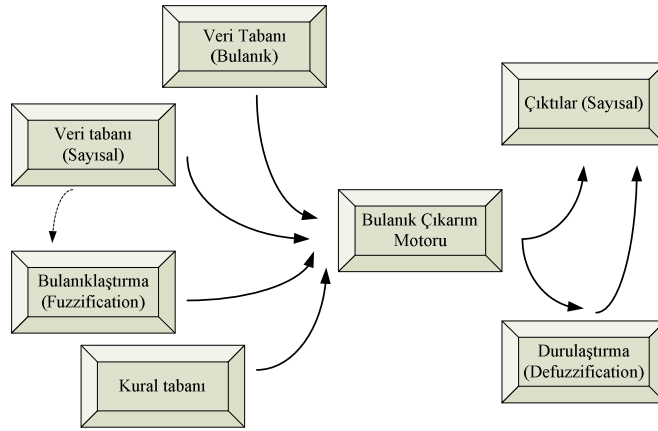 Veri Tabanı
(Bulanık)
Veri tabanı
(Sayısal)
Çıktılar (Sayısal)
Bulanık Çıkarım
Motoru
Bulanıklaştırma
(Fuzzification)
Durulaştırma
(Defuzzification)
Kural tabanı